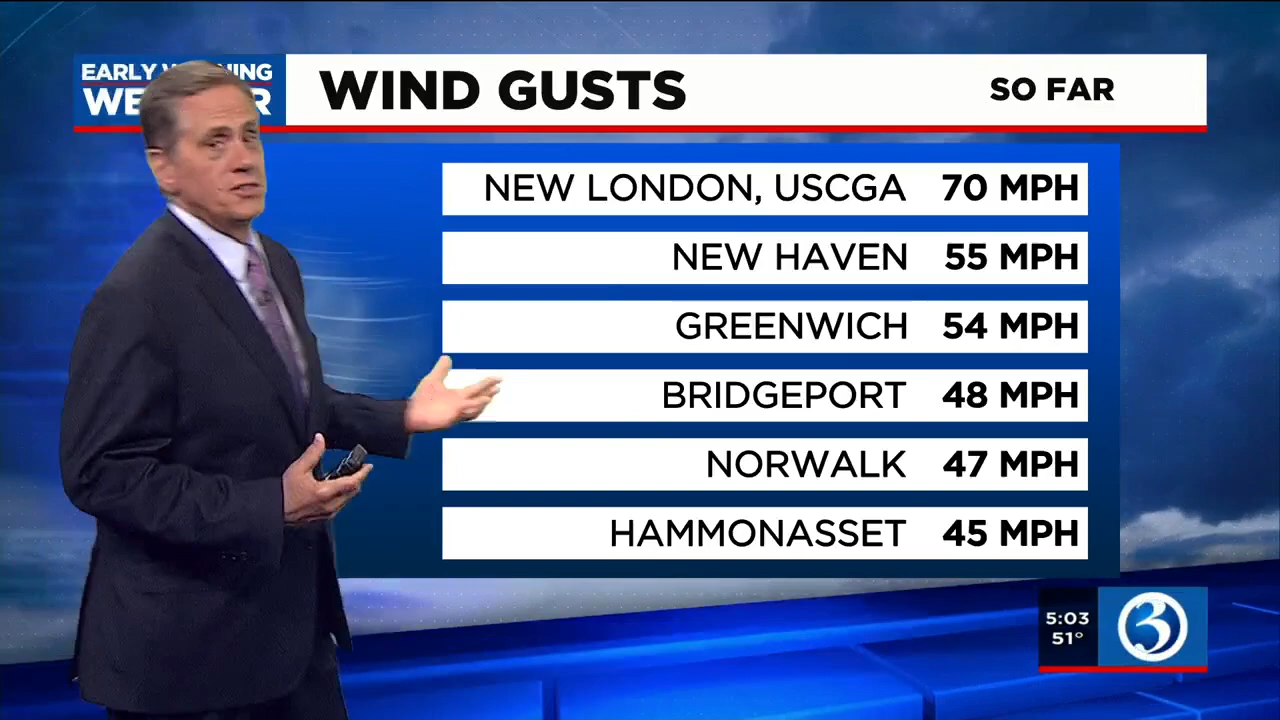 EARLY
WIND GUSTS
SO FAR
NEW LONDON, USCGA 70 MPH
NEW HAVEN 55 MPH
GREENWICH 54 MPH
BRIDGEPORT 48 MPH
NORWALK 47 MPH
HAMMONASSET 45 MPH
5:03
51°
3